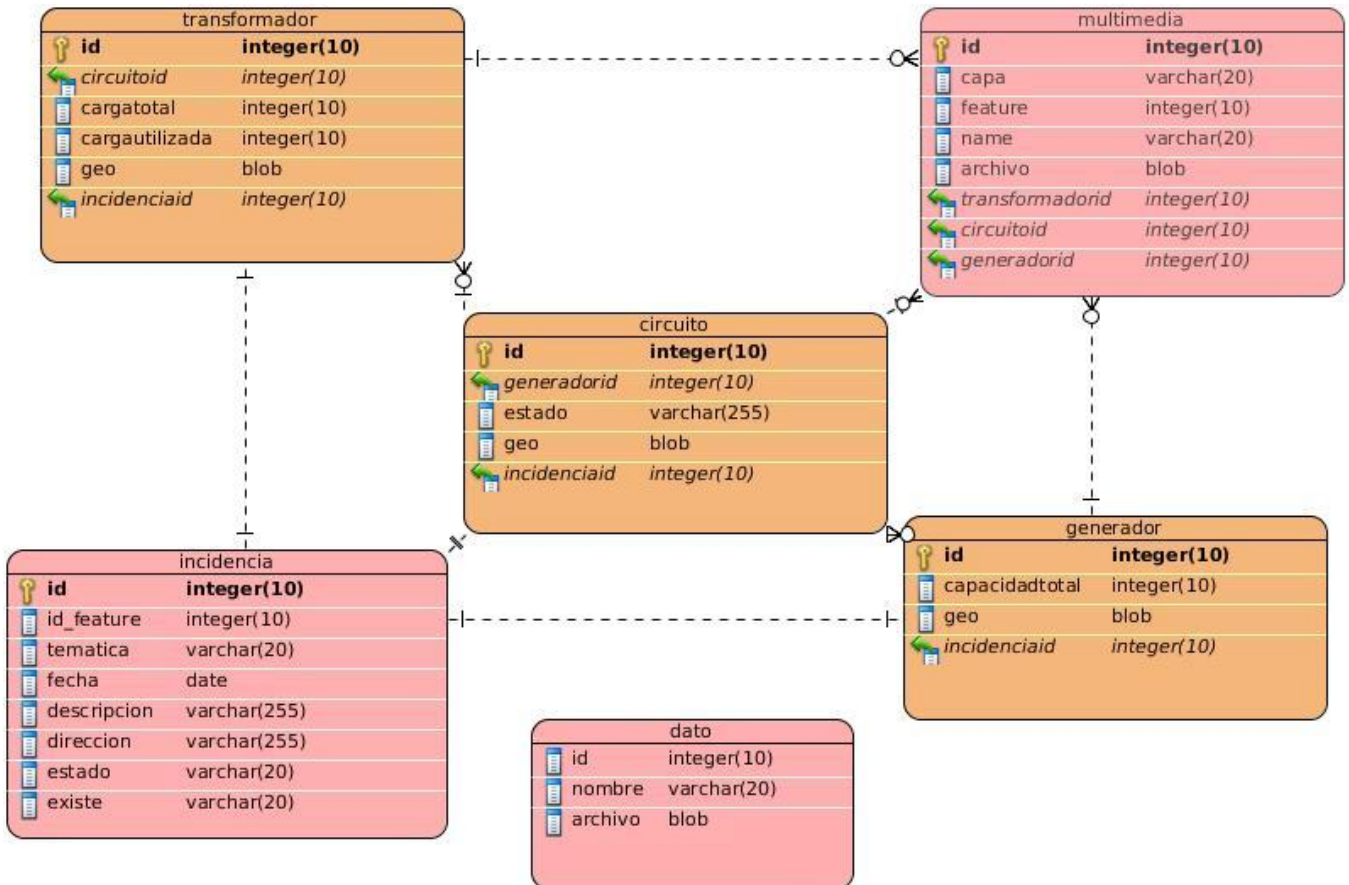 transformador
id integer(10)
circuitoid integer(10)
cargatotal integer(10)
cargautilizada integer(10)
geo blob
incidenciaid integer(10)
multimedia
id integer(10)
capa varchar(20)
feature integer(10)
name varchar(20)
archivo blob
transformadorid integer(10)
circuitoid integer(10)
generadorid integer(10)
circuito
id integer(10)
generadorid integer(10)
estado varchar(255)
geo blob
incidenciaid integer(10)
generador
id integer(10)
capacidadtotal integer(10)
geo blob
incidenciaid integer(10)
incidencia
id integer(10)
id_feature integer(10)
tematica varchar(20)
fecha date
descripcion varchar(255)
direccion varchar(255)
estado varchar(20)
existe varchar(20)
dato
id integer(10)
nombre varchar(20)
archivo blob